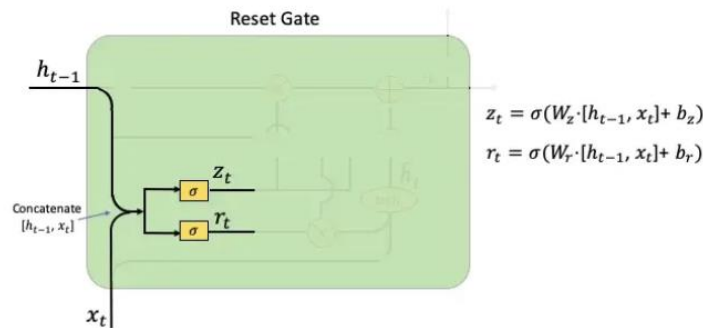 Reset Gate
h_{t-1}
z_t = σ(W_z·[h_{t-1}, x_t]+ b_z)
r_t = σ(W_r·[h_{t-1}, x_t]+ b_r)
z_t
σ
r_t
σ
Concatenate
[h_{t-1}, x_t]
x_t